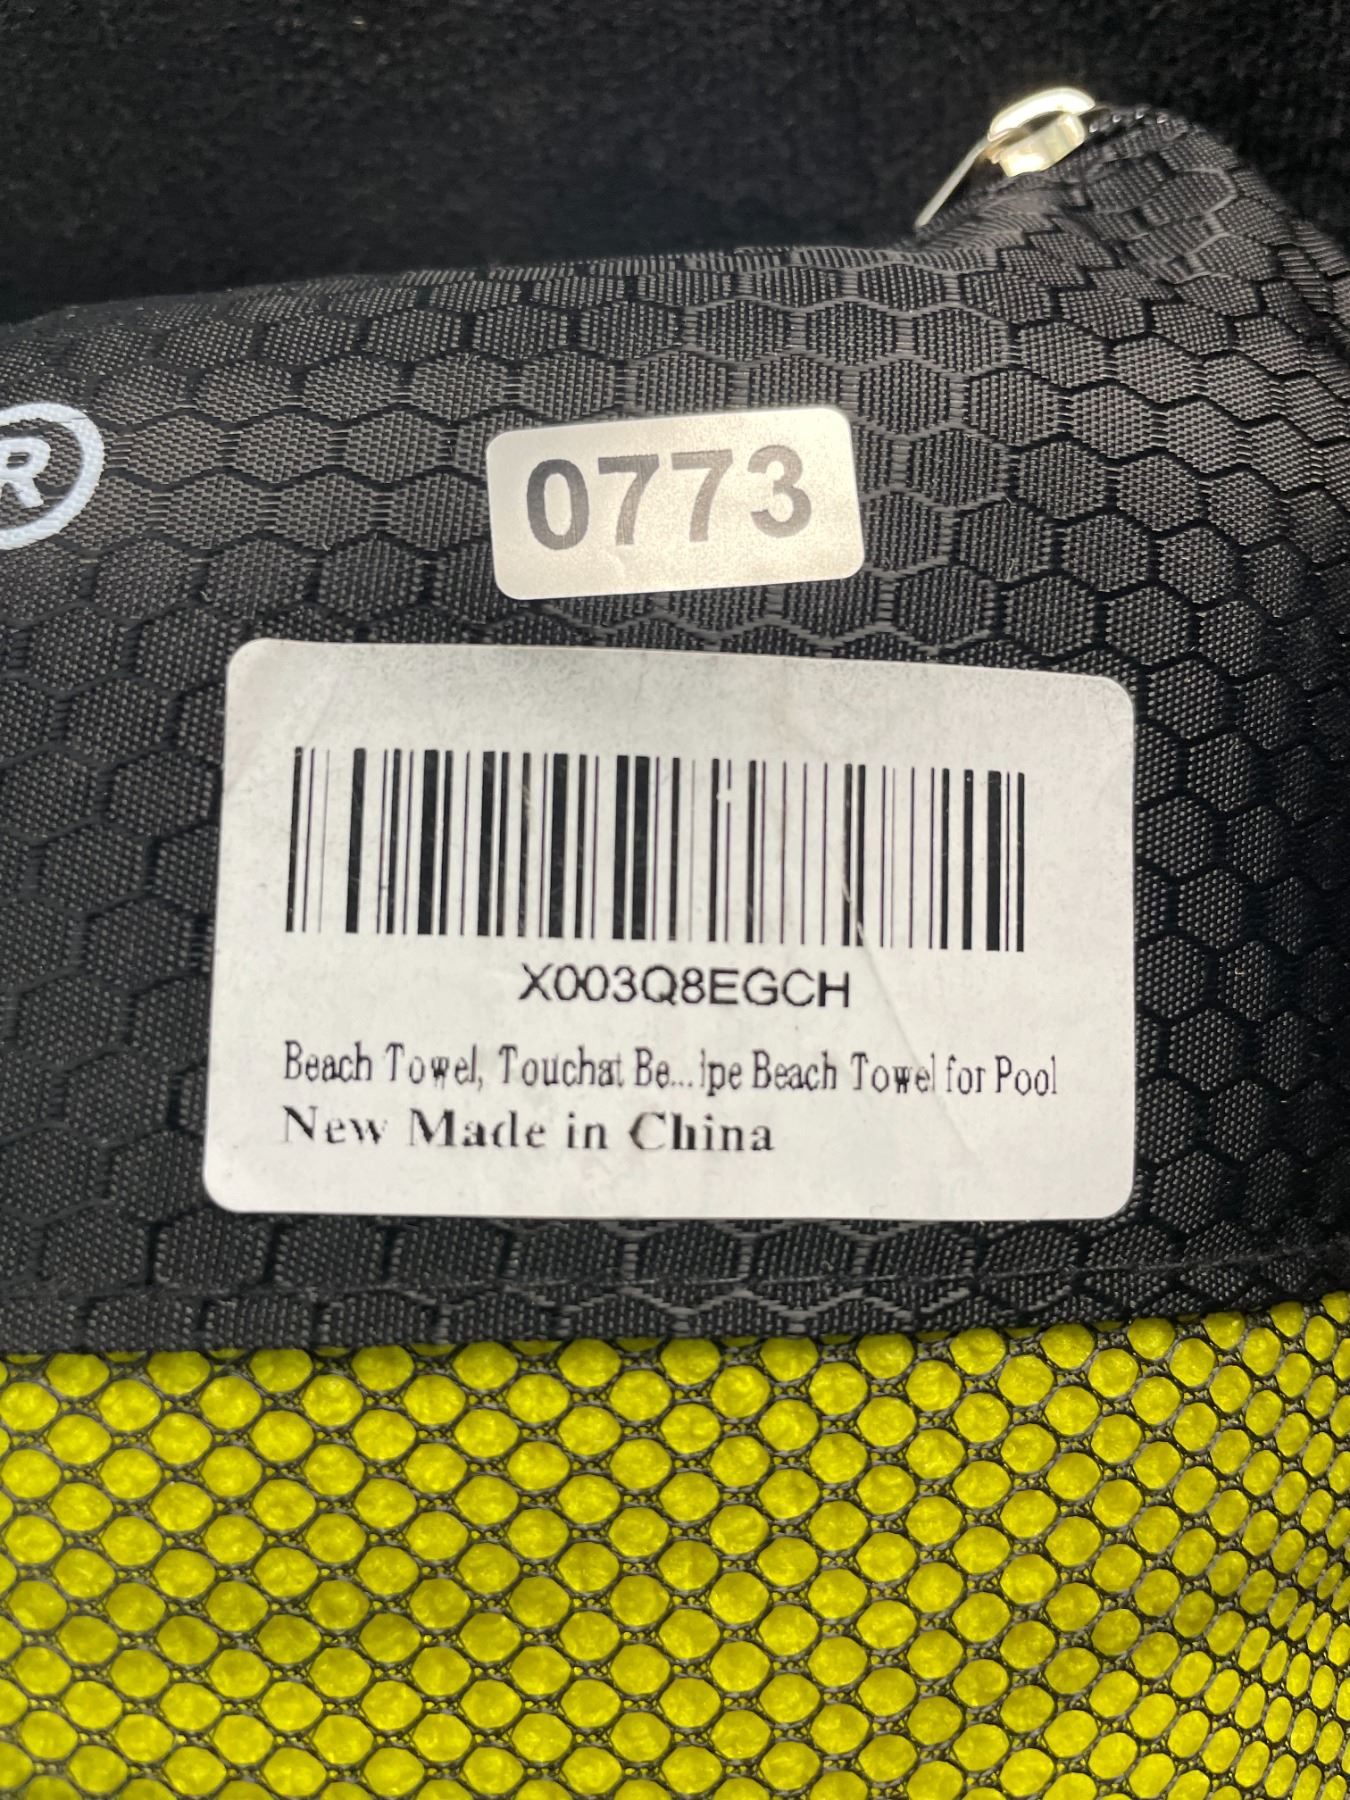 ®
0773
X003Q8EGCH
Beach Towel, Touchat Be...ipe Beach Towel for Pool
New Made in China